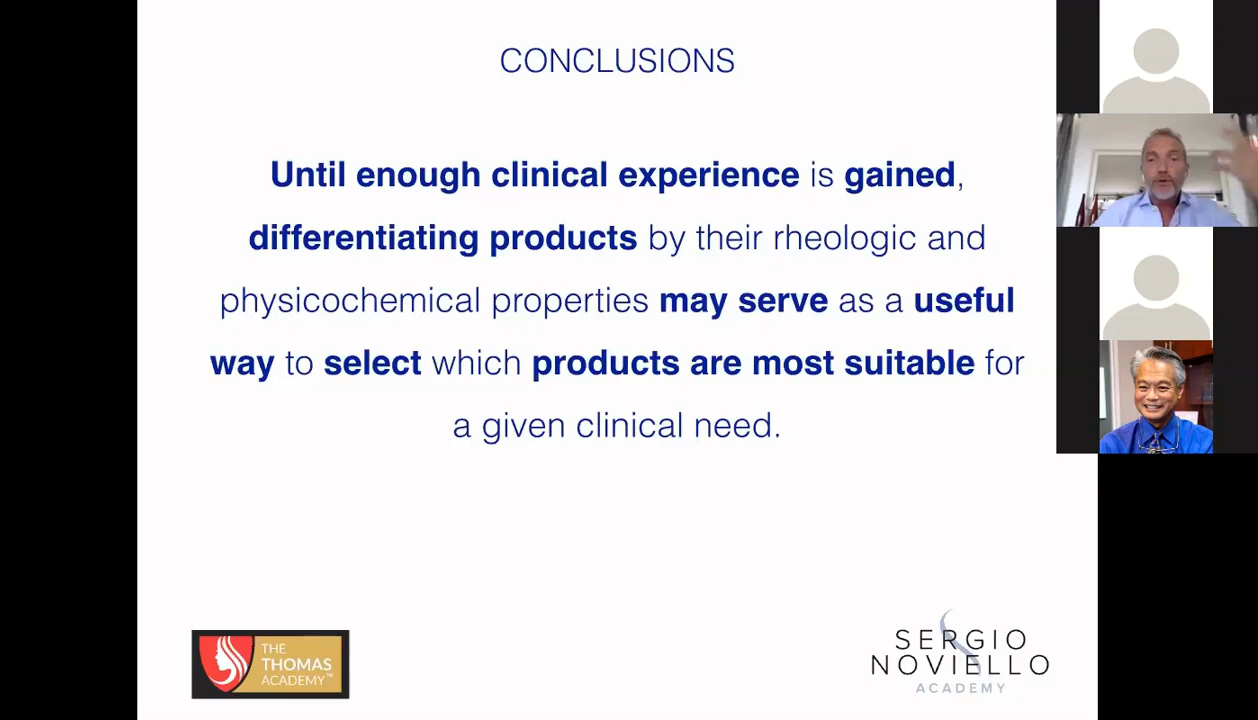 CONCLUSIONS
Until enough clinical experience is gained,
differentiating products by their rheologic and
physicochemical properties may serve as a useful
way to select which products are most suitable for
a given clinical need.
THE
THOMAS
ACADEMY™
SERGIO
NOVIELLO
ACADEMY